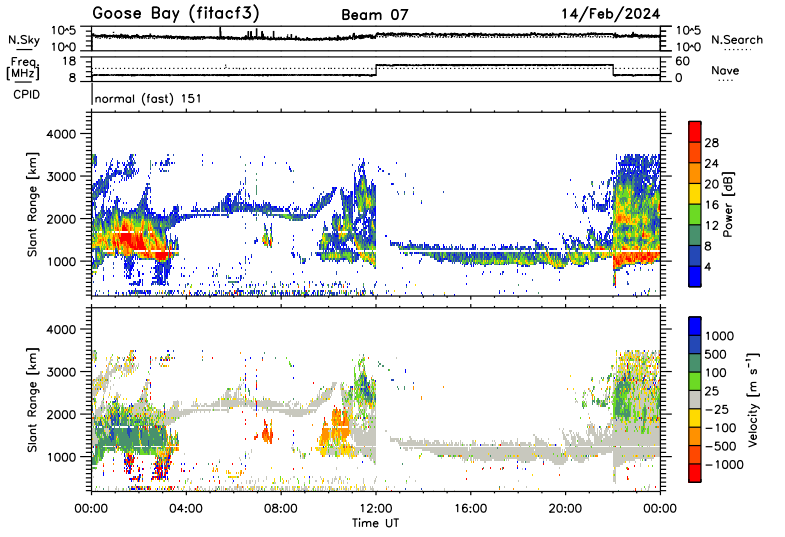 Goose Bay (fitacf3) Beam 07 14/Feb/2024
N.Sky 10^5 10^0 10^5 10^0 N.Search
Freq. [MHz] 18 8 60 0 Nave
CPID normal (fast) 151
Slant Range [km] 4000 3000 2000 1000
Power [dB] 28 24 20 16 12 8 4
Slant Range [km] 4000 3000 2000 1000
Velocity [m s^-1] 1000 500 100 25 -25 -100 -500 -1000
00:00 04:00 08:00 12:00 16:00 20:00 00:00
Time UT